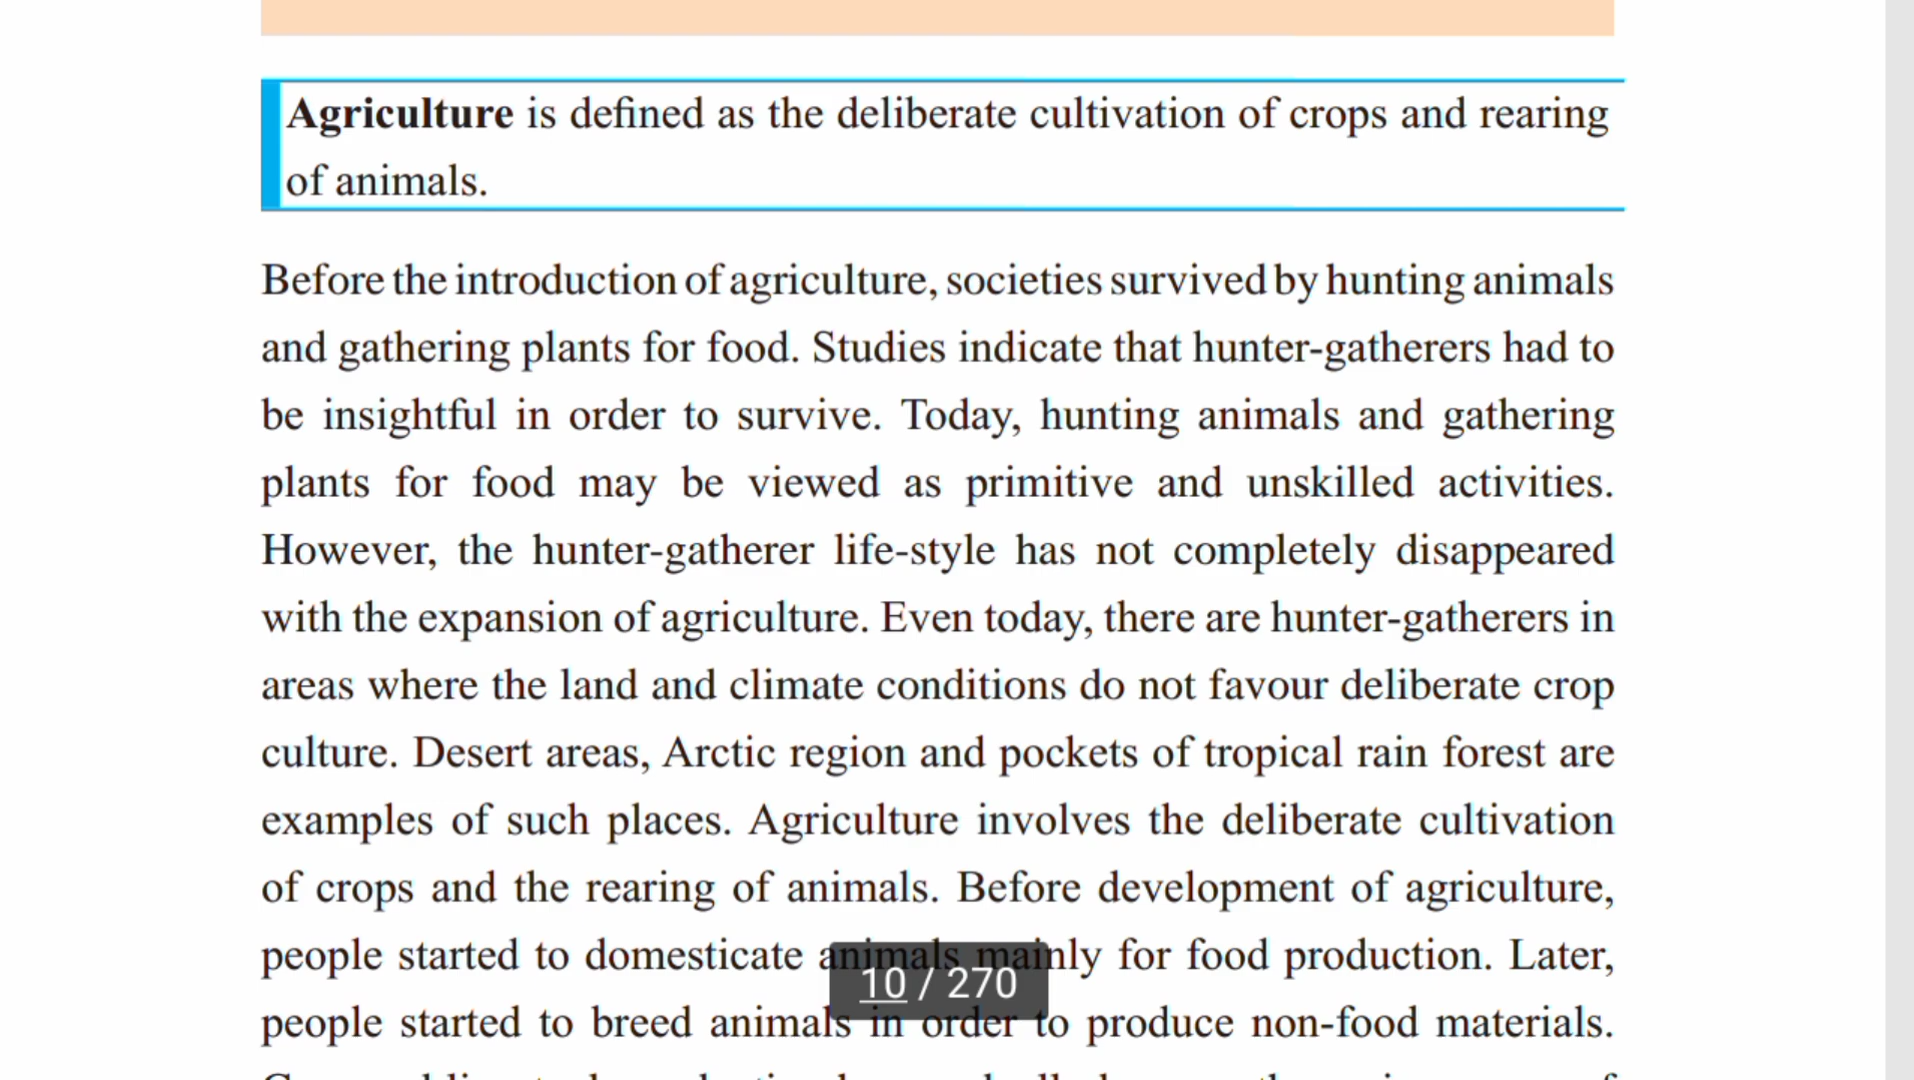 Agriculture is defined as the deliberate cultivation of crops and rearing
of animals.
Before the introduction of agriculture, societies survived by hunting animals
and gathering plants for food. Studies indicate that hunter-gatherers had to
be insightful in order to survive. Today, hunting animals and gathering
plants for food may be viewed as primitive and unskilled activities.
However, the hunter-gatherer life-style has not completely disappeared
with the expansion of agriculture. Even today, there are hunter-gatherers in
areas where the land and climate conditions do not favour deliberate crop
culture. Desert areas, Arctic region and pockets of tropical rain forest are
examples of such places. Agriculture involves the deliberate cultivation
of crops and the rearing of animals. Before development of agriculture,
people started to domesticate animals mainly for food production. Later,
10 / 270
people started to breed animals in order to produce non-food materials.